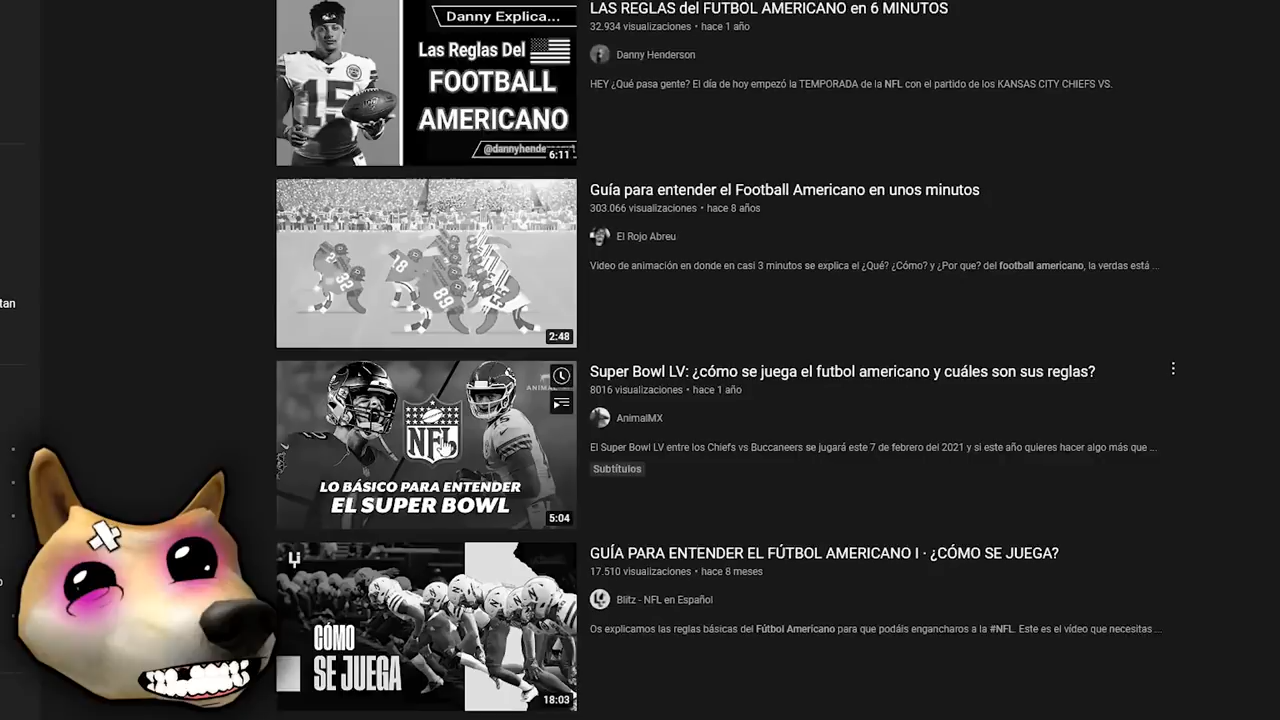 LAS REGLAS del FUTBOL AMERICANO en 6 MINUTOS
32.934 visualizaciones • hace 1 año
Danny Henderson
HEY ¿Qué pasa gente? El día de hoy empezó la TEMPORADA de la NFL con el partido de los KANSAS CITY CHIEFS VS.
Danny Explica...
Las Reglas Del
FOOTBALL
AMERICANO
15
6:11
Guía para entender el Football Americano en unos minutos
303.066 visualizaciones • hace 8 años
El Rojo Abreu
Video de animación en donde en casi 3 minutos se explica el ¿Qué? ¿Cómo? y ¿Por que? del football americano, la verdas está ...
32
18
89
2:48
tan
Super Bowl LV: ¿cómo se juega el futbol americano y cuáles son sus reglas?
8016 visualizaciones • hace 1 año
AnimalMX
El Super Bowl LV entre los Chiefs vs Buccaneers se jugará este 7 de febrero del 2021 y si este año quieres hacer algo más que ...
Subtítulos
NFL
LO BÁSICO PARA ENTENDER
EL SUPER BOWL
5:04
GUÍA PARA ENTENDER EL FÚTBOL AMERICANO I · ¿CÓMO SE JUEGA?
17.510 visualizaciones • hace 8 meses
Blitz - NFL en Español
Os explicamos las reglas básicas del Fútbol Americano para que podáis engancharos a la #NFL. Este es el vídeo que necesitas ...
CÓMO
SE JUEGA
18:03